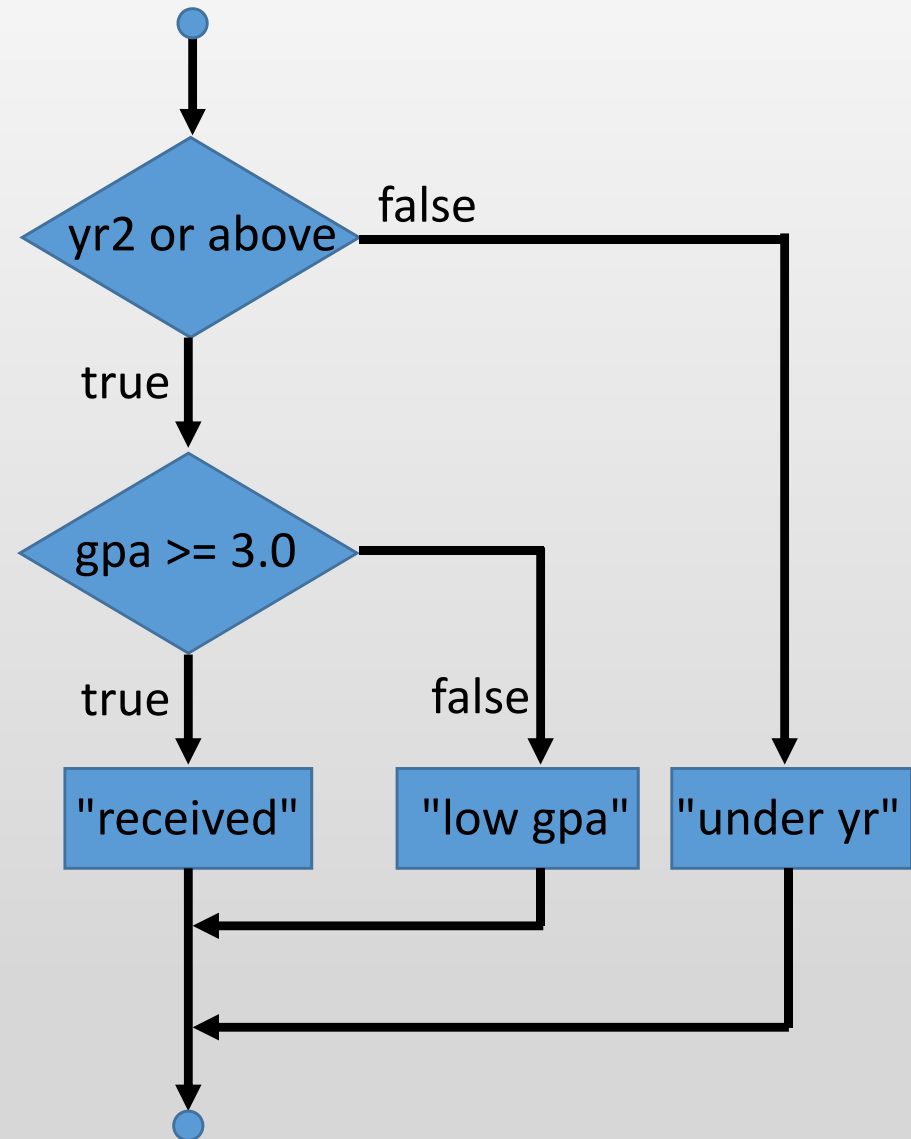 yr2 or above
false
true
gpa >= 3.0
true
false
"received"
"low gpa"
"under yr"